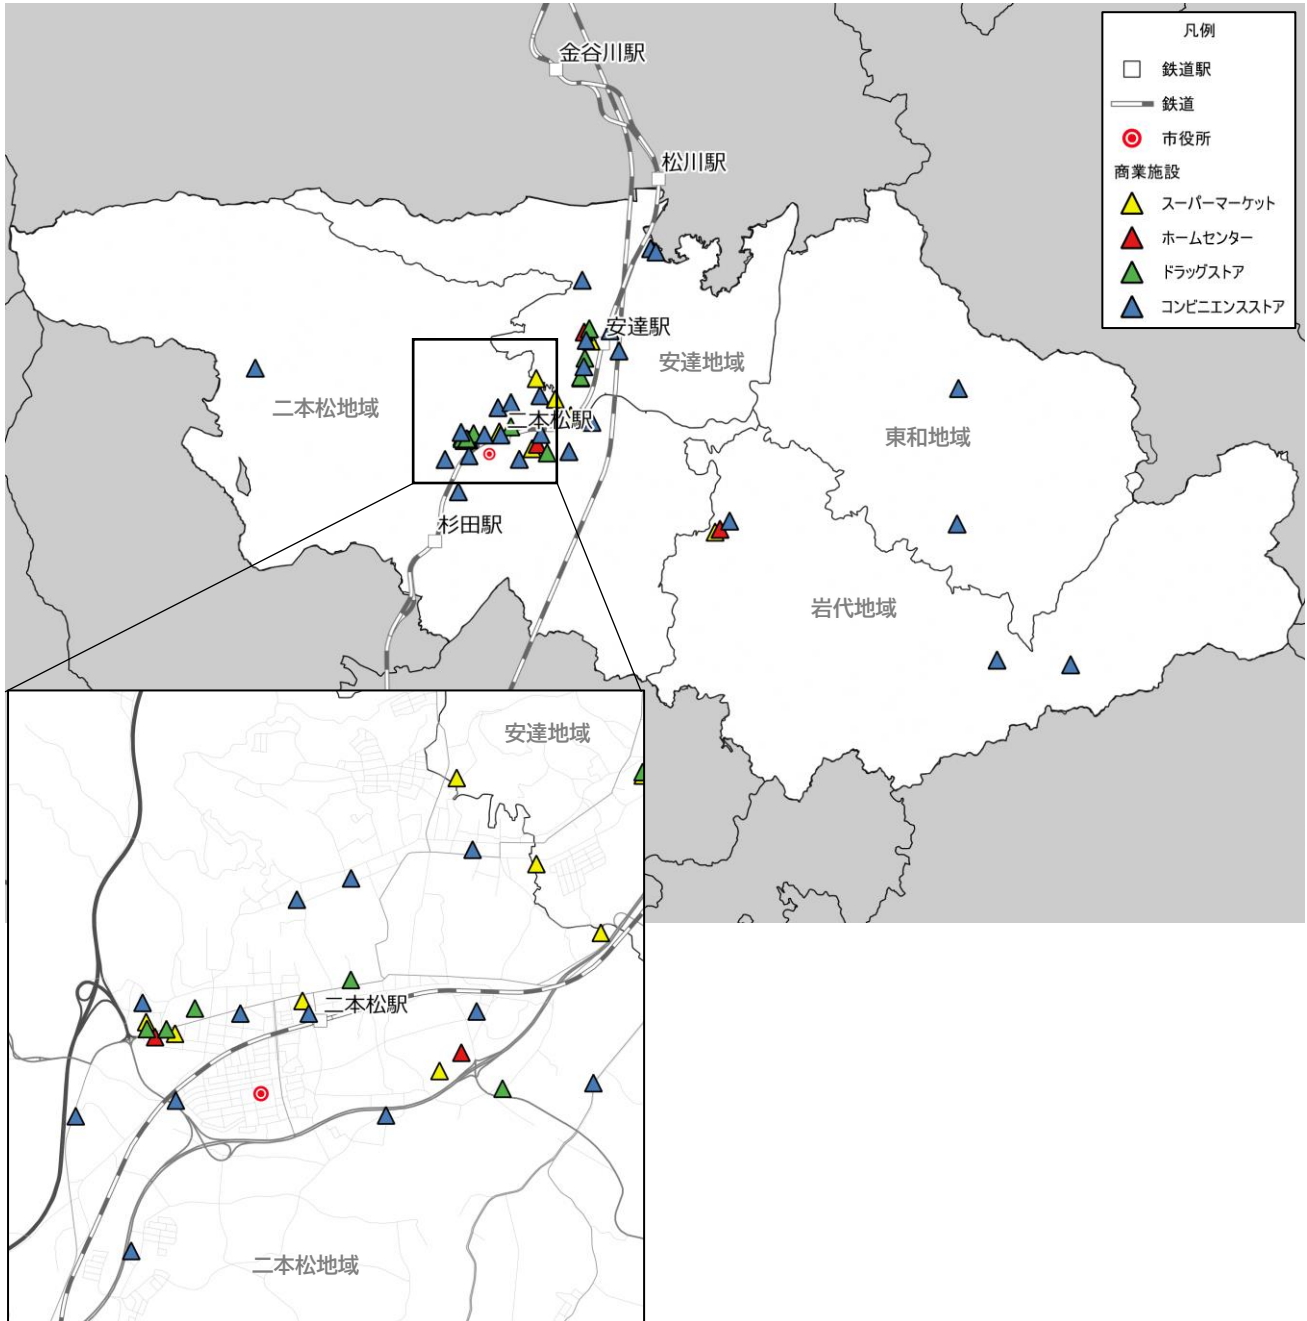 金谷川駅
松川駅
凡例
鉄道駅
鉄道
市役所
商業施設
スーパーマーケット
ホームセンター
ドラッグストア
コンビニエンスストア
安達駅
安達地域
二本松地域
二本松駅
東和地域
杉田駅
岩代地域
安達地域
二本松駅
二本松地域